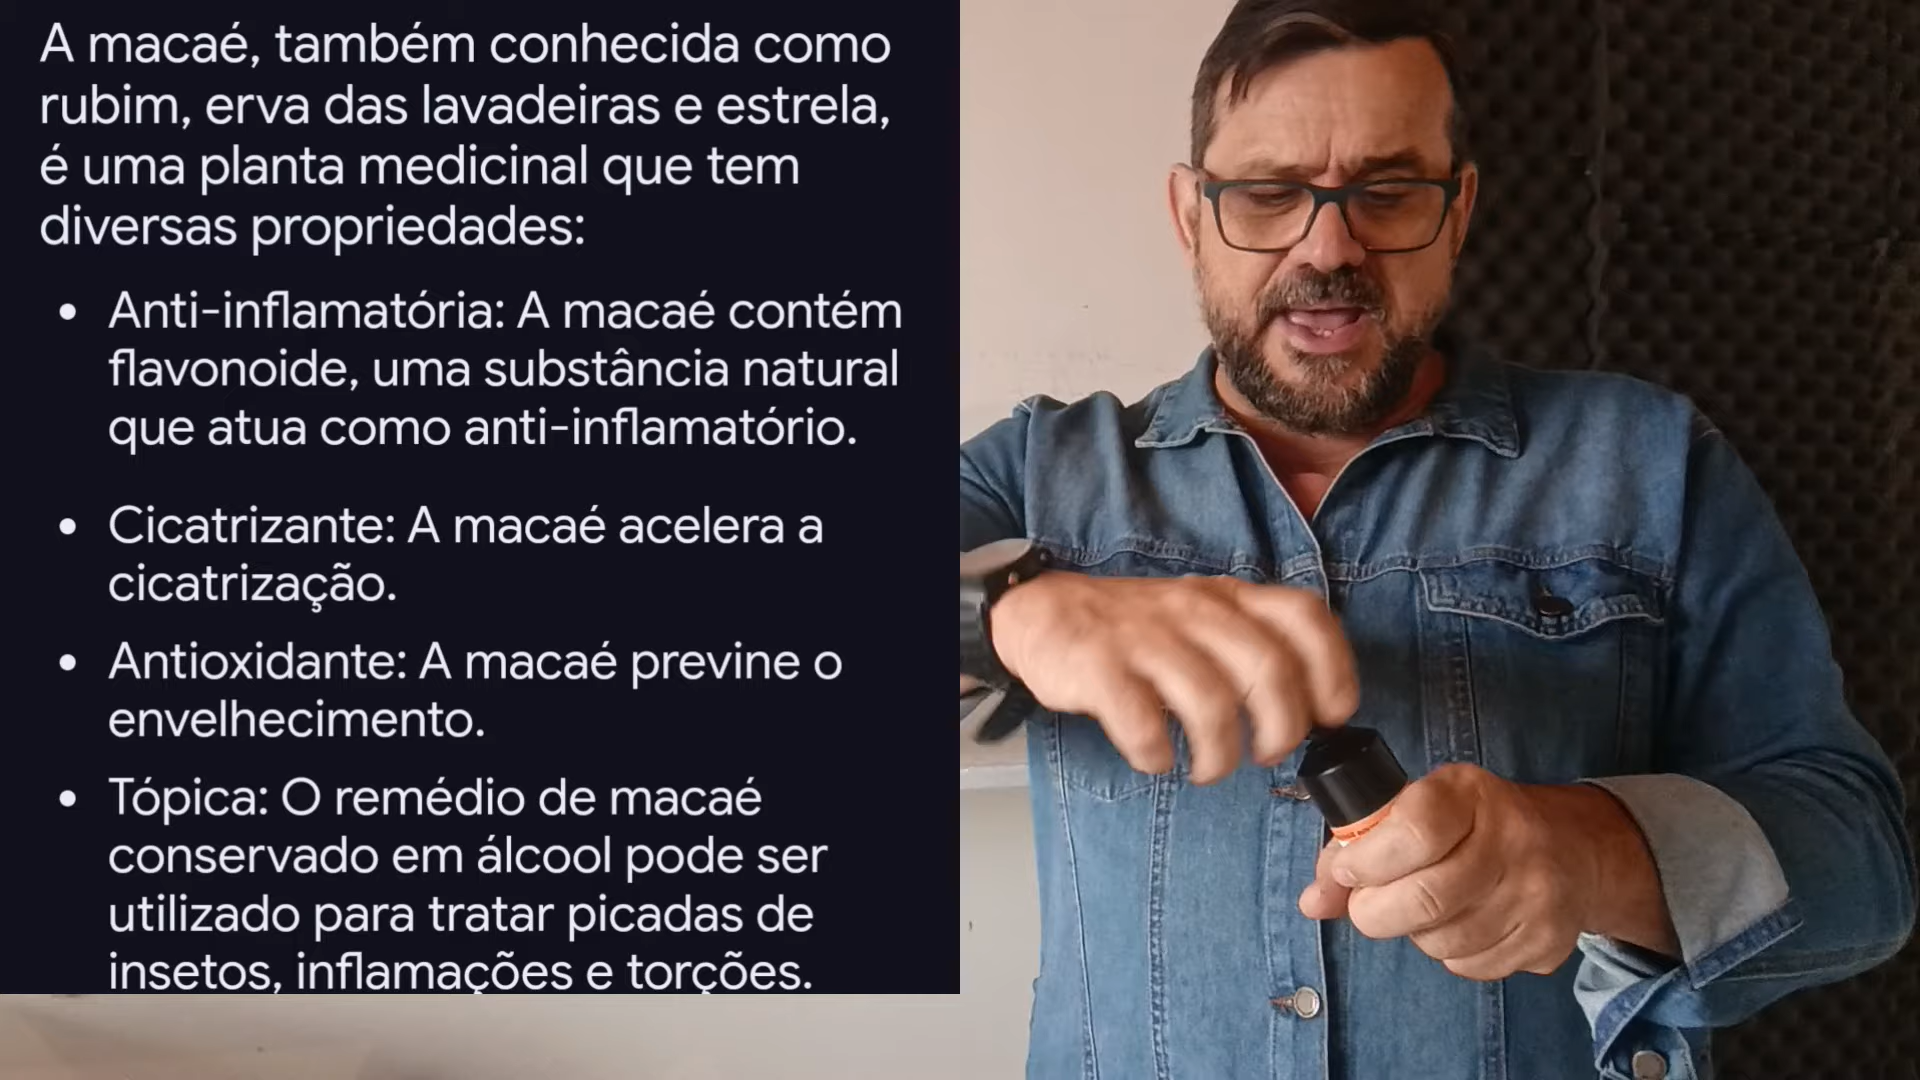 A macaé, também conhecida como
rubim, erva das lavadeiras e estrela,
é uma planta medicinal que tem
diversas propriedades:
• Anti-inflamatória: A macaé contém
flavonoide, uma substância natural
que atua como anti-inflamatório.
• Cicatrizante: A macaé acelera a
cicatrização.
• Antioxidante: A macaé previne o
envelhecimento.
• Tópica: O remédio de macaé
conservado em álcool pode ser
utilizado para tratar picadas de
insetos, inflamações e torções.